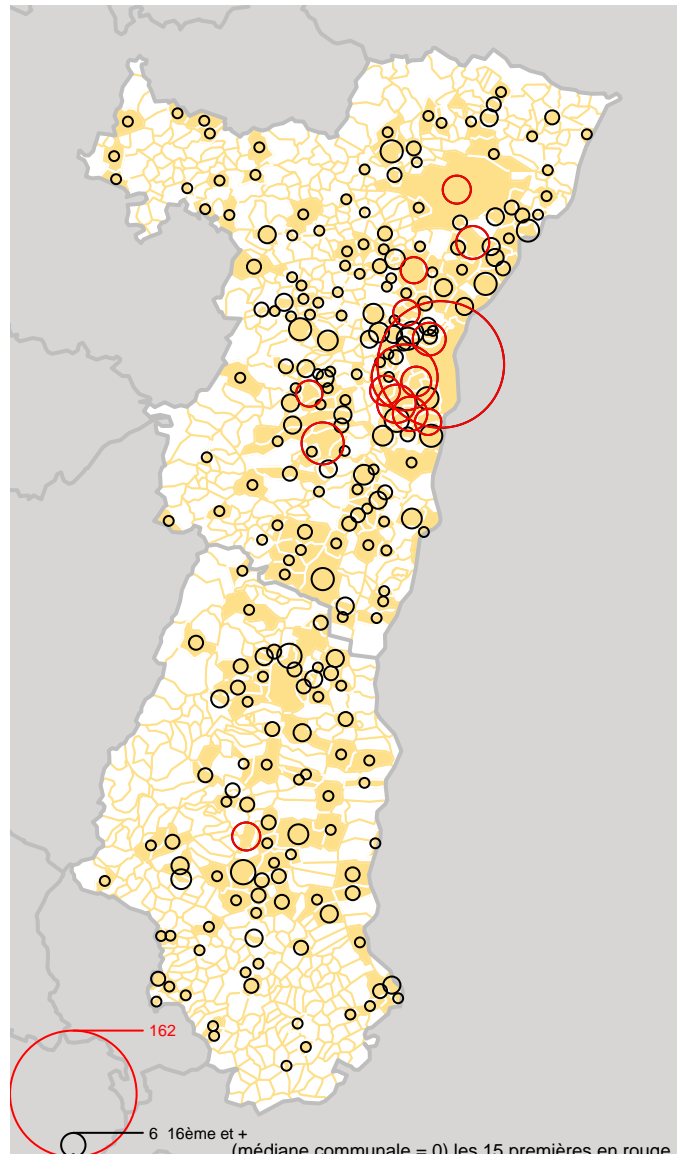 162
6 16ème et +
(médiane communale = 0) les 15 premières en rouge